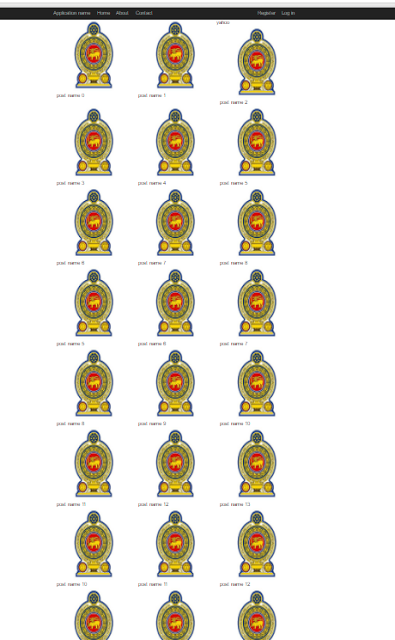 Application name Home About Contact Register Log in
yahoo
post name 0 post name 1
post name 2
post name 3 post name 4 post name 5
post name 6 post name 7 post name 8
post name 5 post name 6 post name 7
post name 8 post name 9 post name 10
post name 11 post name 12 post name 13
post name 10 post name 11 post name 12